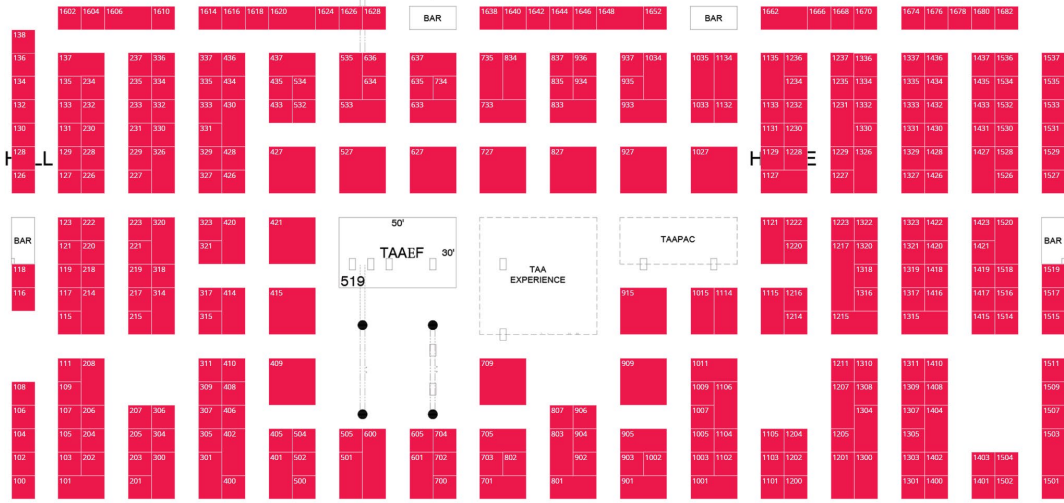 1602 1604 1606 1610 1614 1616 1618 1620 1624 1626 1628 BAR 1638 1640 1642 1644 1646 1648 1652 BAR 1662 1666 1668 1670 1674 1676 1678 1680 1682
138
136 137 237 336 337 436 437 535 636 637 735 834 837 936 937 1034 1035 1134 1135 1236 1237 1336 1337 1436 1437 1536 1537
134 135 234 235 334 335 434 435 534 634 635 734 835 934 935 1234 1235 1334 1335 1434 1435 1534 1535
132 133 232 233 332 333 430 433 532 533 633 733 833 933 1033 1132 1133 1232 1231 1332 1333 1432 1433 1532 1533
130 131 230 231 330 331 1131 1230 1330 1331 1430 1431 1530 1531
128 129 228 229 326 329 428 427 527 627 727 827 927 1027 1129 1228 1229 1326 1329 1428 1427 1528 1529
126 127 226 227 327 426 1127 1227 1327 1426 1526 1527
BAR 123 222 223 320 323 420 421 50' 1121 1222 1223 1322 1323 1422 1423 1520 BAR
121 220 221 321 TAABF 30' TAAPAC 1220 1217 1320 1321 1420 1421
118 119 218 219 318 519 TAA EXPERIENCE 1318 1319 1418 1419 1518 1519
116 117 214 217 314 317 414 415 915 1015 1114 1115 1216 1316 1317 1416 1417 1516 1517
115 215 315 1214 1215 1315 1415 1514 1515
111 208 311 410 409 709 909 1011 1211 1310 1311 1410 1511
108 109 309 408 1009 1106 1207 1308 1309 1408 1509
106 107 206 207 306 307 406 807 906 1007 1304 1307 1404 1507
104 105 204 205 304 305 402 405 504 505 600 605 704 705 803 904 905 1005 1104 1105 1204 1205 1305 1503
102 103 202 203 300 301 401 502 501 601 702 703 802 902 903 1002 1003 1102 1103 1202 1201 1300 1303 1402 1403 1504
100 101 201 400 500 700 701 801 901 1001 1101 1200 1301 1400 1401 1502 1501